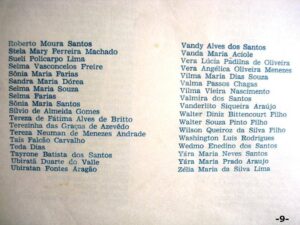 Roberto Moura Santos
Stela Mary Ferreira Machado
Sueli Policarpo Lima
Selma Vasconcelos Freire
Sônia Maria Farias
Sandra Maria Dórea
Selma Maria Souza
Selma Farias
Sônia Maria Santos
Sílvio de Almeida Gomes
Tereza de Fátima Alves de Britto
Terezinha das Graças de Azevêdo
Tereza Neuman de Menezes Andrade
Taís Falcão Carvalho
Teda Dias
Tayrone Batista dos Santos
Ubiratã Duarte do Valle
Ubiratan Fontes Aragão
Vandy Alves dos Santos
Vanda Maria Aciole
Vera Lúcia Pádilha de Oliveira
Vera Angélica Oliveira Menezes
Vilma Maria Dias Souza
Valma Passos Chagas
Vilma Vieira Nascimento
Valmira dos Santos
Vanderlito Siqueira Araújo
Walter Diniz Bittencourt Filho
Walter Souza Pinto Filho
Wilson Queiroz da Silva Filho
Washington Luis Rodrigues
Wedmo Enedino dos Santos
Yára Maria Neves Santos
Yára Maria Prado Araujo
Zélia Maria da Silva Lima
-9-